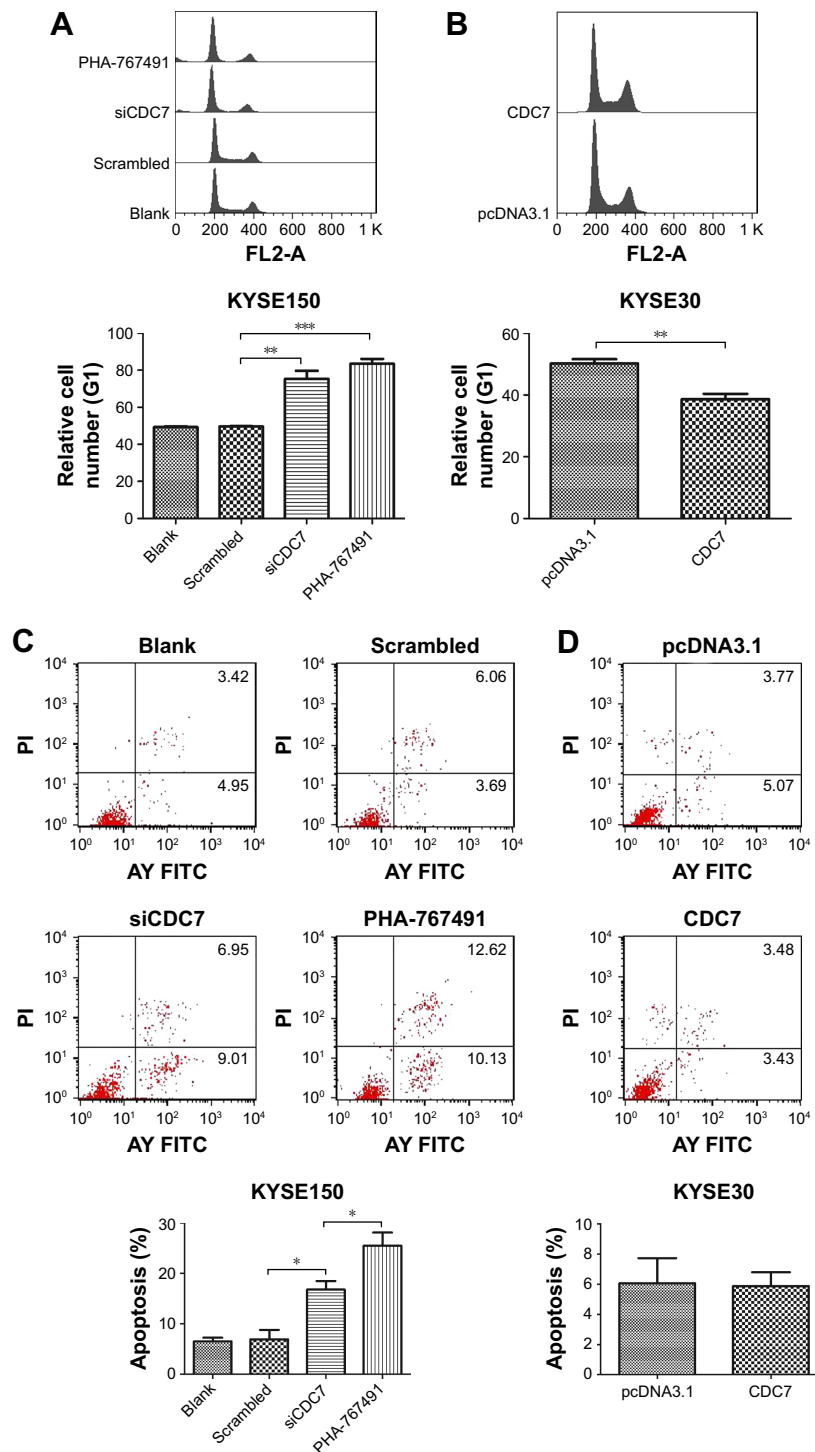 A
B
PHA-767491
siCDC7
Scrambled
Blank
0 200 400 600 800 1 K
FL2-A
CDC7
pcDNA3.1
0 200 400 600 800 1 K
FL2-A
KYSE150
Relative cell
number (G1)
100
80
60
40
20
0
***
**
Blank
Scrambled
siCDC7
PHA-767491
KYSE30
Relative cell
number (G1)
60
40
20
0
**
pcDNA3.1
CDC7
C
Blank
PI
10⁴
10³
10²
10¹
10⁰
3.42
4.95
10⁰ 10¹ 10² 10³ 10⁴
AY FITC
Scrambled
PI
10⁴
10³
10²
10¹
10⁰
6.06
3.69
10⁰ 10¹ 10² 10³ 10⁴
AY FITC
D
pcDNA3.1
PI
10⁴
10³
10²
10¹
10⁰
3.77
5.07
10⁰ 10¹ 10² 10³ 10⁴
AY FITC
siCDC7
PI
10⁴
10³
10²
10¹
10⁰
6.95
9.01
10⁰ 10¹ 10² 10³ 10⁴
AY FITC
PHA-767491
PI
10⁴
10³
10²
10¹
10⁰
12.62
10.13
10⁰ 10¹ 10² 10³ 10⁴
AY FITC
CDC7
PI
10⁴
10³
10²
10¹
10⁰
3.48
3.43
10⁰ 10¹ 10² 10³ 10⁴
AY FITC
KYSE150
Apoptosis (%)
30
20
10
0
*
*
Blank
Scrambled
siCDC7
PHA-767491
KYSE30
Apoptosis (%)
10
8
6
4
2
0
pcDNA3.1
CDC7